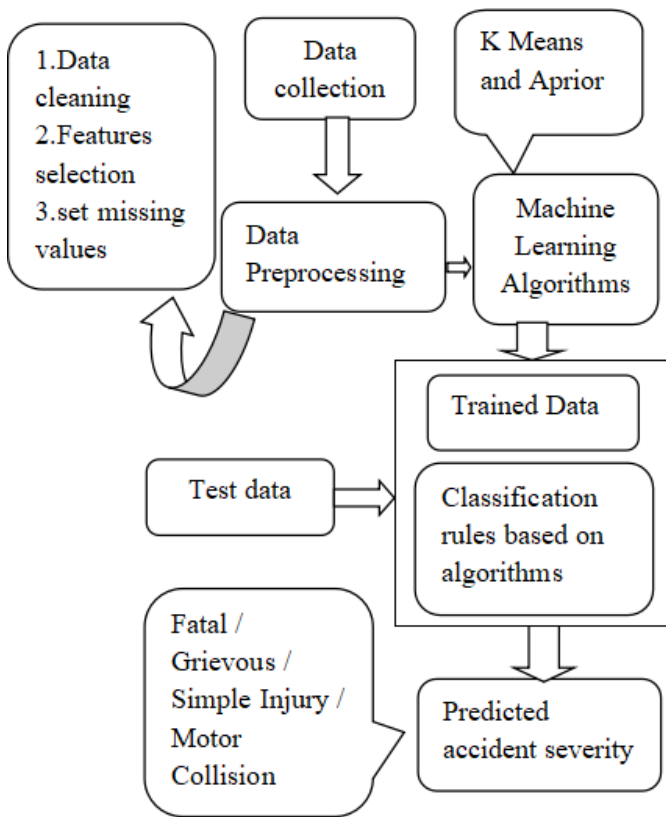 1.Data
cleaning
2.Features
selection
3.set missing
values
Data
collection
K Means
and Aprior
Data
Preprocessing
Machine
Learning
Algorithms
Trained Data
Test data
Classification
rules based on
algorithms
Fatal /
Grievous /
Simple Injury /
Motor
Collision
Predicted
accident severity